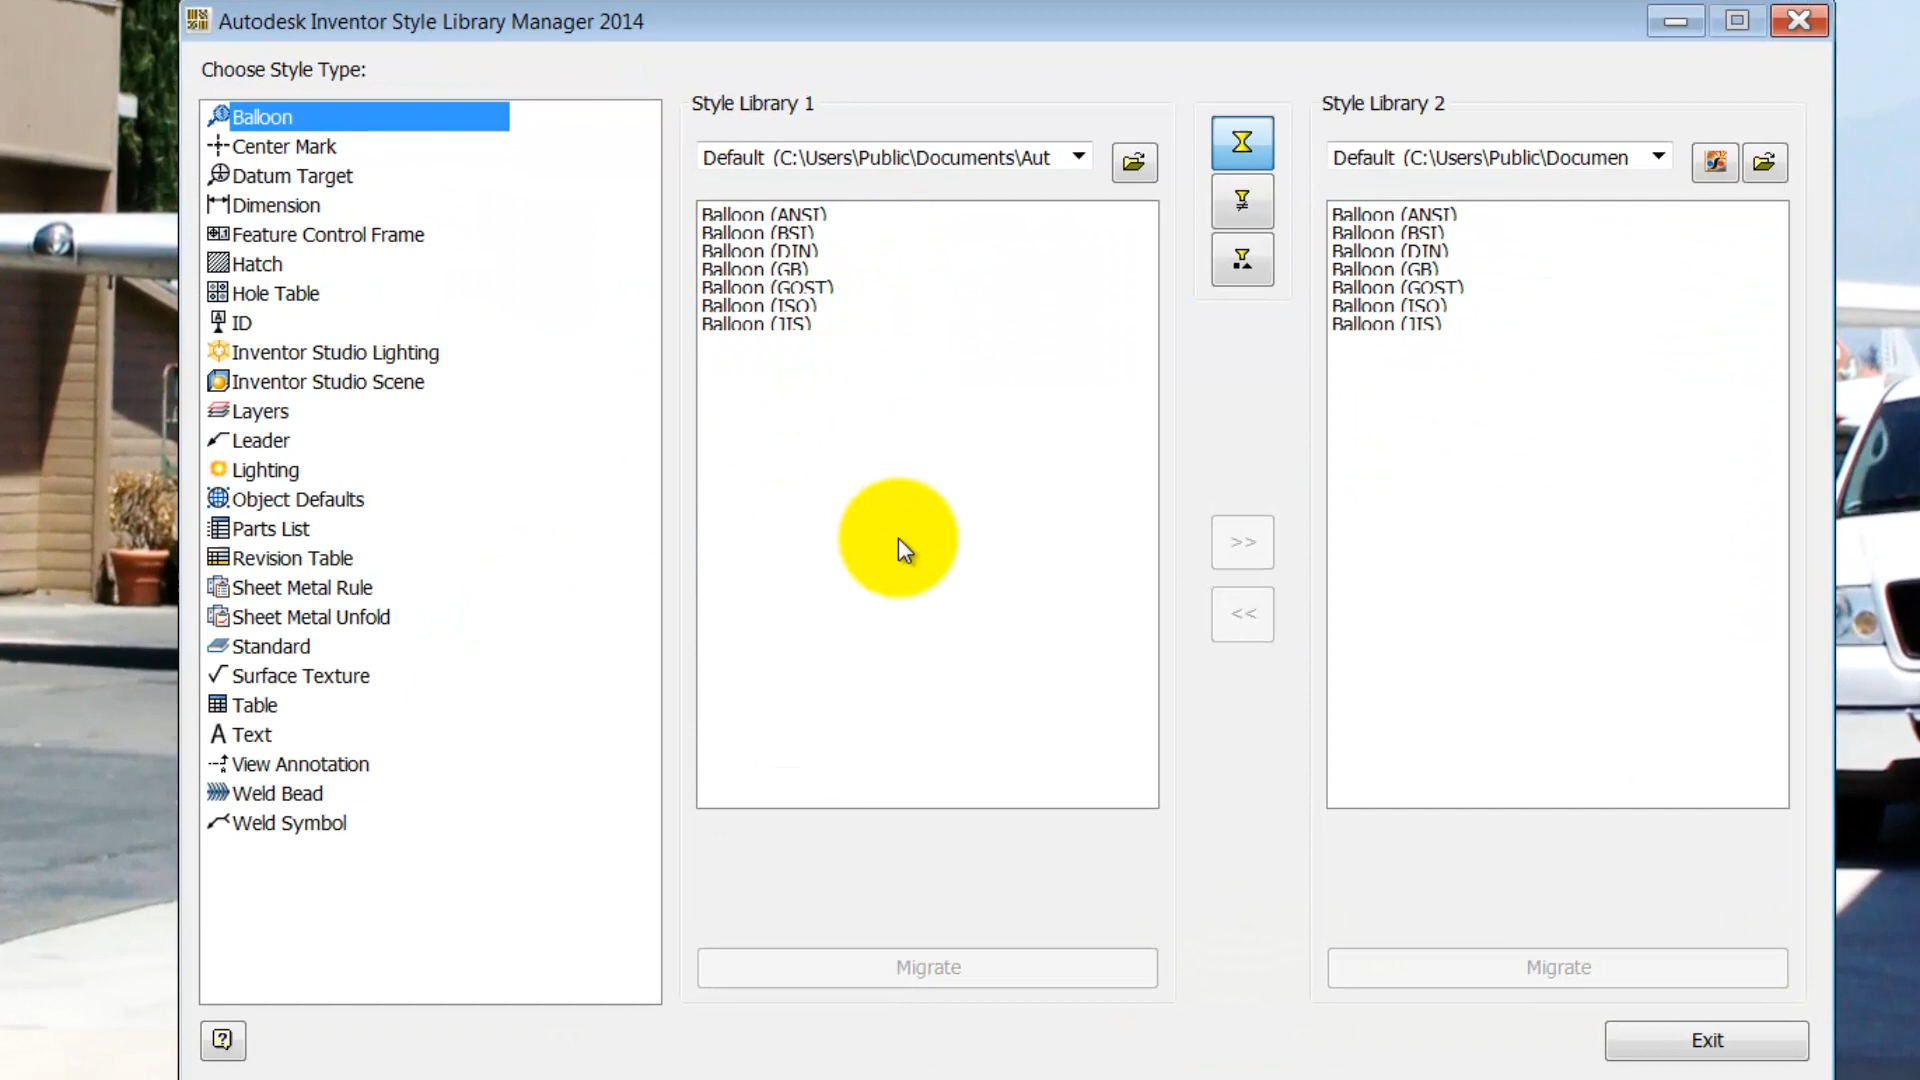 Autodesk Inventor Style Library Manager 2014
Choose Style Type:
Balloon
Center Mark
Datum Target
Dimension
Feature Control Frame
Hatch
Hole Table
ID
Inventor Studio Lighting
Inventor Studio Scene
Layers
Leader
Lighting
Object Defaults
Parts List
Revision Table
Sheet Metal Rule
Sheet Metal Unfold
Standard
Surface Texture
Table
Text
View Annotation
Weld Bead
Weld Symbol
Style Library 1
Default (C:\Users\Public\Documents\Aut
Balloon (ANSI)
Balloon (BSI)
Balloon (DIN)
Balloon (GB)
Balloon (GOST)
Balloon (ISO)
Balloon (JIS)
Migrate
>>
<<
Style Library 2
Default (C:\Users\Public\Documen
Balloon (ANSI)
Balloon (BSI)
Balloon (DIN)
Balloon (GB)
Balloon (GOST)
Balloon (ISO)
Balloon (JIS)
Migrate
Exit